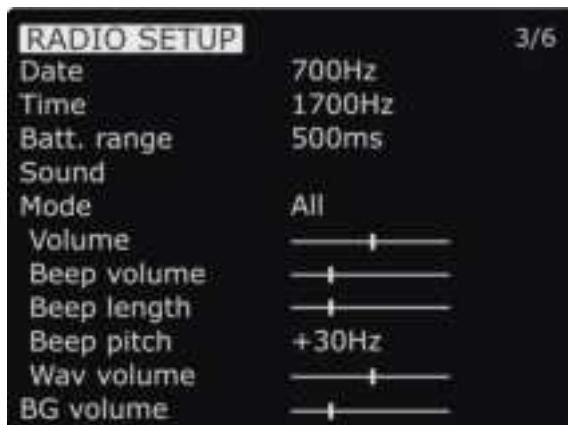 RADIO SETUP 3/6
Date 700Hz
Time 1700Hz
Batt. range 500ms
Sound
Mode All
Volume
Beep volume
Beep length
Beep pitch +30Hz
Wav volume
BG volume